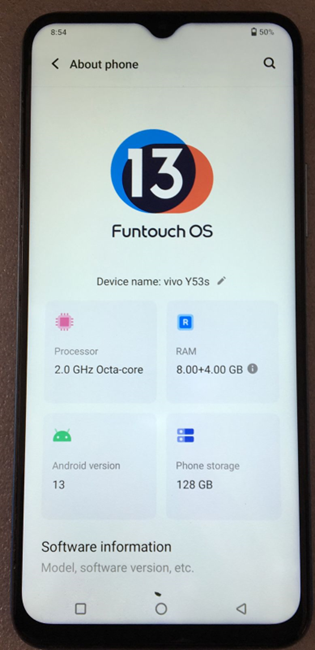 8:54
50%
About phone
13
Funtouch OS
Device name: vivo Y53s
R
Processor
RAM
2.0 GHz Octa-core
8.00+4.00 GB
Android version
Phone storage
13
128 GB
Software information
Model, software version, etc.